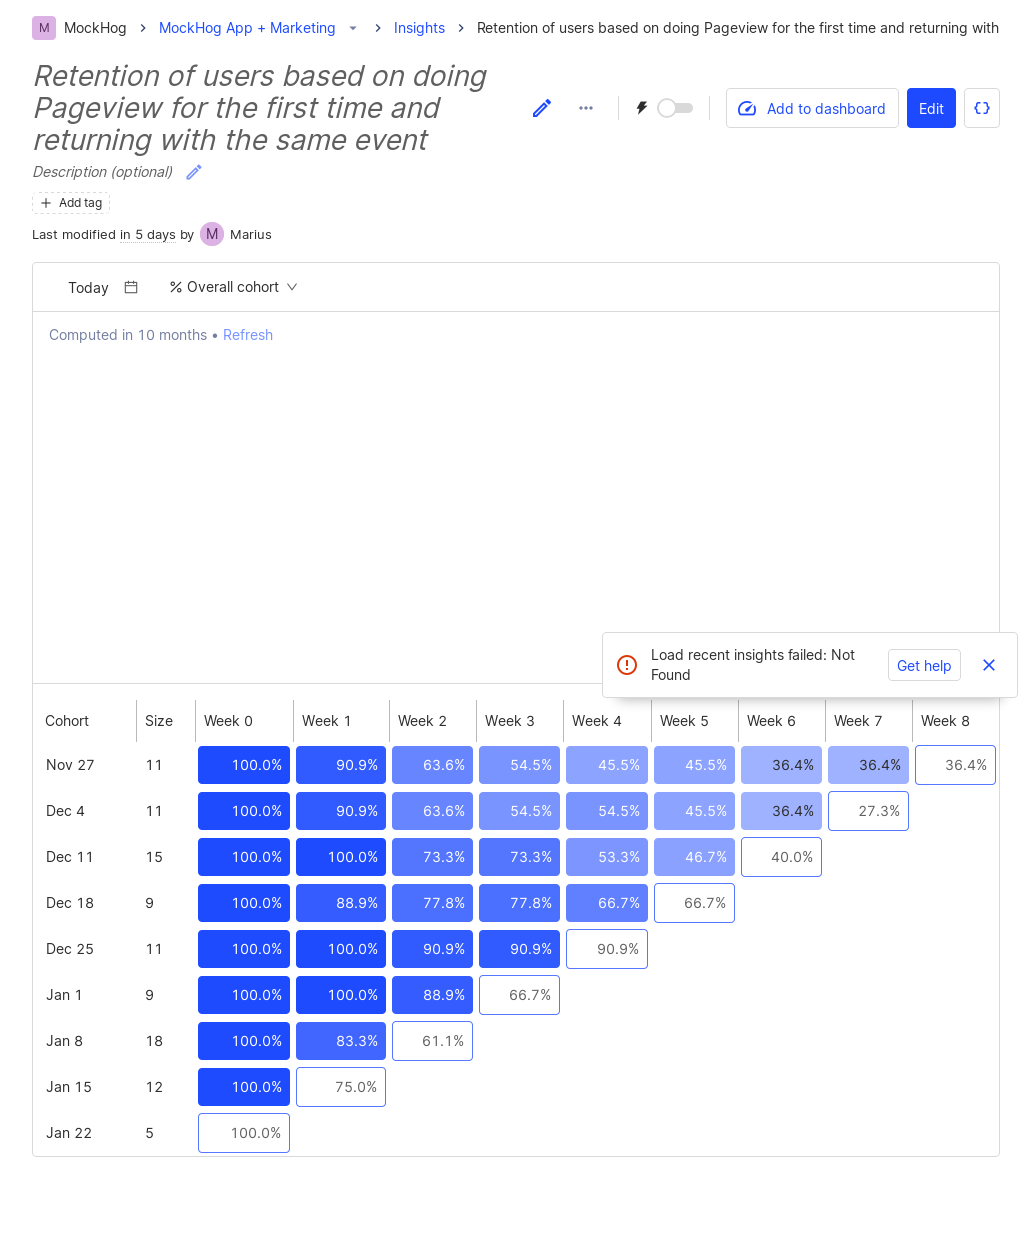 M MockHog MockHog App + Marketing Insights Retention of users based on doing Pageview for the first time and returning with
Retention of users based on doing
Pageview for the first time and
returning with the same event
Add to dashboard Edit
Description (optional)
Add tag
Last modified in 5 days by M Marius
Today % Overall cohort
Computed in 10 months • Refresh
Load recent insights failed: Not
Found
Get help
Cohort Size Week 0 Week 1 Week 2 Week 3 Week 4 Week 5 Week 6 Week 7 Week 8
Nov 27 11 100.0% 90.9% 63.6% 54.5% 45.5% 45.5% 36.4% 36.4% 36.4%
Dec 4 11 100.0% 90.9% 63.6% 54.5% 54.5% 45.5% 36.4% 27.3%
Dec 11 15 100.0% 100.0% 73.3% 73.3% 53.3% 46.7% 40.0%
Dec 18 9 100.0% 88.9% 77.8% 77.8% 66.7% 66.7%
Dec 25 11 100.0% 100.0% 90.9% 90.9% 90.9%
Jan 1 9 100.0% 100.0% 88.9% 66.7%
Jan 8 18 100.0% 83.3% 61.1%
Jan 15 12 100.0% 75.0%
Jan 22 5 100.0%